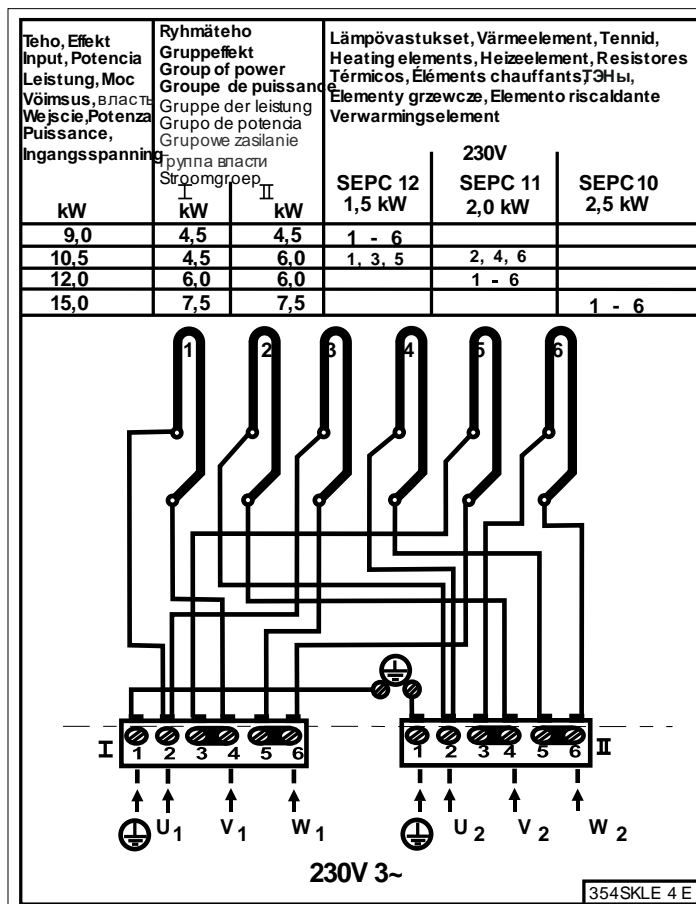 Teho, Effekt
Input, Potencia
Leistung, Moc
Vöimsus, власть
Wejscie,Potenza
Puissance,
Ingangsspanning
kW
Ryhmäteho
Gruppeffekt
Group of power
Groupe de puissance
Gruppe der leistung
Grupo de potencia
Grupowe zasilanie
Группа власти
Stroomgroep
I II
kW kW
Lämpövastukset, Värmeelement, Tennid,
Heating elements, Heizeelement, Resistores
Térmicos, Éléments chauffants,ТЭНы,
Elementy grzewcze, Elemento riscaldante
Verwarmingselement
230V
SEPC 12 SEPC 11 SEPC 10
1,5 kW 2,0 kW 2,5 kW
9,0 4,5 4,5 1 - 6
10,5 4,5 6,0 1, 3, 5 2, 4, 6
12,0 6,0 6,0 1 - 6
15,0 7,5 7,5 1 - 6
1 2 3 4 5 6
I 1 2 3 4 5 6 1 2 3 4 5 6 II
U1 V1 W1 U2 V2 W2
230V 3~
354SKLE 4 E